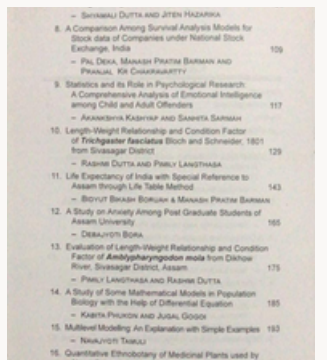 – SHYAMALI DUTTA AND JITEN HAZARIKA
8. A Comparison Among Survival Analysis Models for
Stock data of Companies under National Stock
Exchange, India 109
– PAL DEKA, MANASH PRATIM BARMAN AND
PRANJAL KR CHAKRAVARTTY
9. Statistics and its Role in Psychological Research:
A Comprehensive Analysis of Emotional Intelligence
among Child and Adult Offenders 117
– AKANKSHYA KASHYAP AND SANHITA SARMAH
10. Length-Weight Relationship and Condition Factor
of Trichgaster fasciatus Bloch and Schneider, 1801
from Sivasagar District 129
– RASHMI DUTTA AND PIMILY LANGTHASA
11. Life Expectancy of India with Special Reference to
Assam through Life Table Method 143
– BIDYUT BIKASH BORUAH & MANASH PRATIM BARMAN
12. A Study on Anxiety Among Post Graduate Students of
Assam University 165
– DEBAJYOTI BORA
13. Evaluation of Length-Weight Relationship and Condition
Factor of Amblypharyngodon mola from Dikhow
River, Sivasagar District, Assam 175
– PIMILY LANGTHASA AND RASHMI DUTTA
14. A Study of Some Mathematical Models in Population
Biology with the Help of Differential Equation 185
– KABITA PHUKON AND JUGAL GOGOI
15. Multilevel Modelling: An Explanation with Simple Examples 193
– NAVAJYOTI TAMULI
16. Quantitative Ethnobotany of Medicinal Plants used by